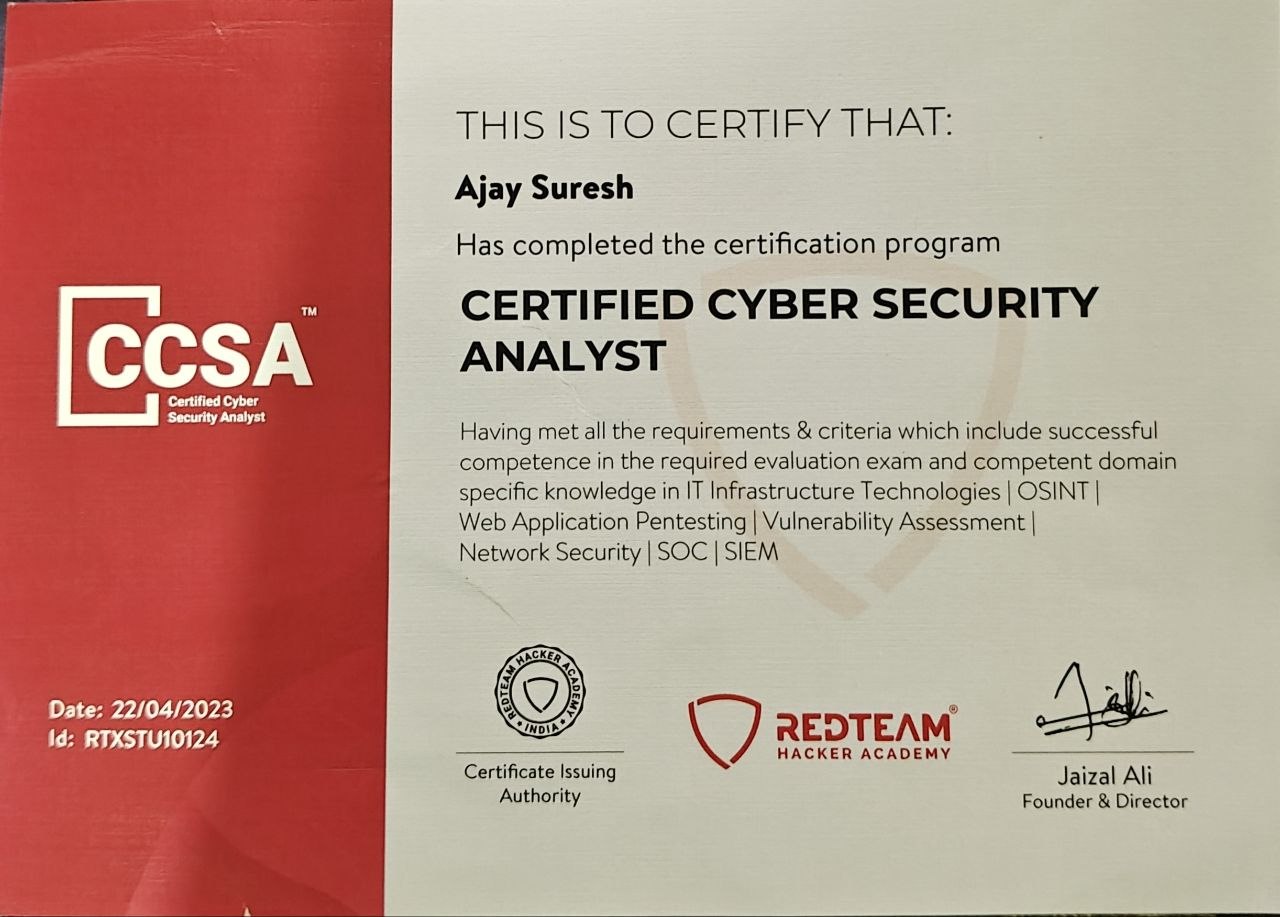 THIS IS TO CERTIFY THAT:
Ajay Suresh
Has completed the certification program
CERTIFIED CYBER SECURITY
ANALYST
Having met all the requirements & criteria which include successful
competence in the required evaluation exam and competent domain
specific knowledge in IT Infrastructure Technologies | OSINT |
Web Application Pentesting | Vulnerability Assessment |
Network Security | SOC | SIEM
CCSA™
Certified Cyber
Security Analyst
Date: 22/04/2023
Id: RTXSTU10124
REDTEAM HACKER ACADEMY
INDIA
Certificate Issuing
Authority
REDTEAM®
HACKER ACADEMY
Jaizal Ali
Founder & Director